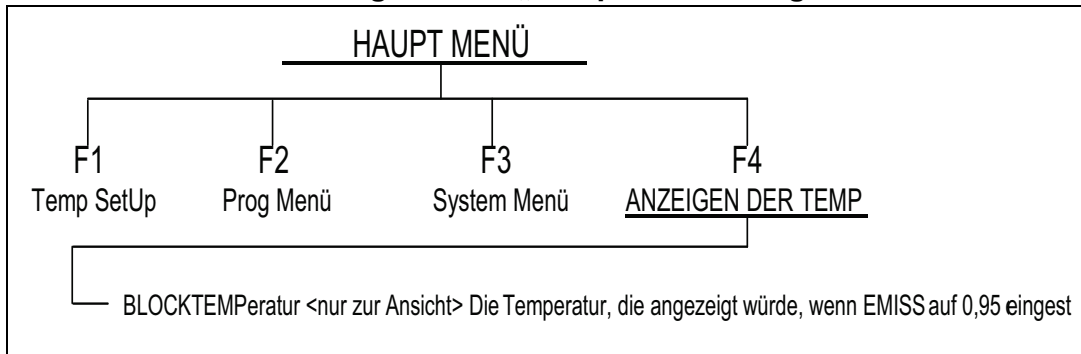 HAUPT MENÜ
F1 F2 F3 F4
Temp SetUp Prog Menü System Menü ANZEIGEN DER TEMP
BLOCKTEMPeratur <nur zur Ansicht> Die Temperatur, die angezeigt würde, wenn EMISS auf 0,95 eingest